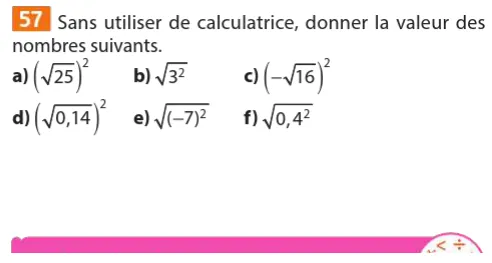 57 Sans utiliser de calculatrice, donner la valeur des
nombres suivants.
a) (√25)² b) √3² c) (−√16)²
d) (√0,14)² e) √(−7)² f) √0,4²
< ÷